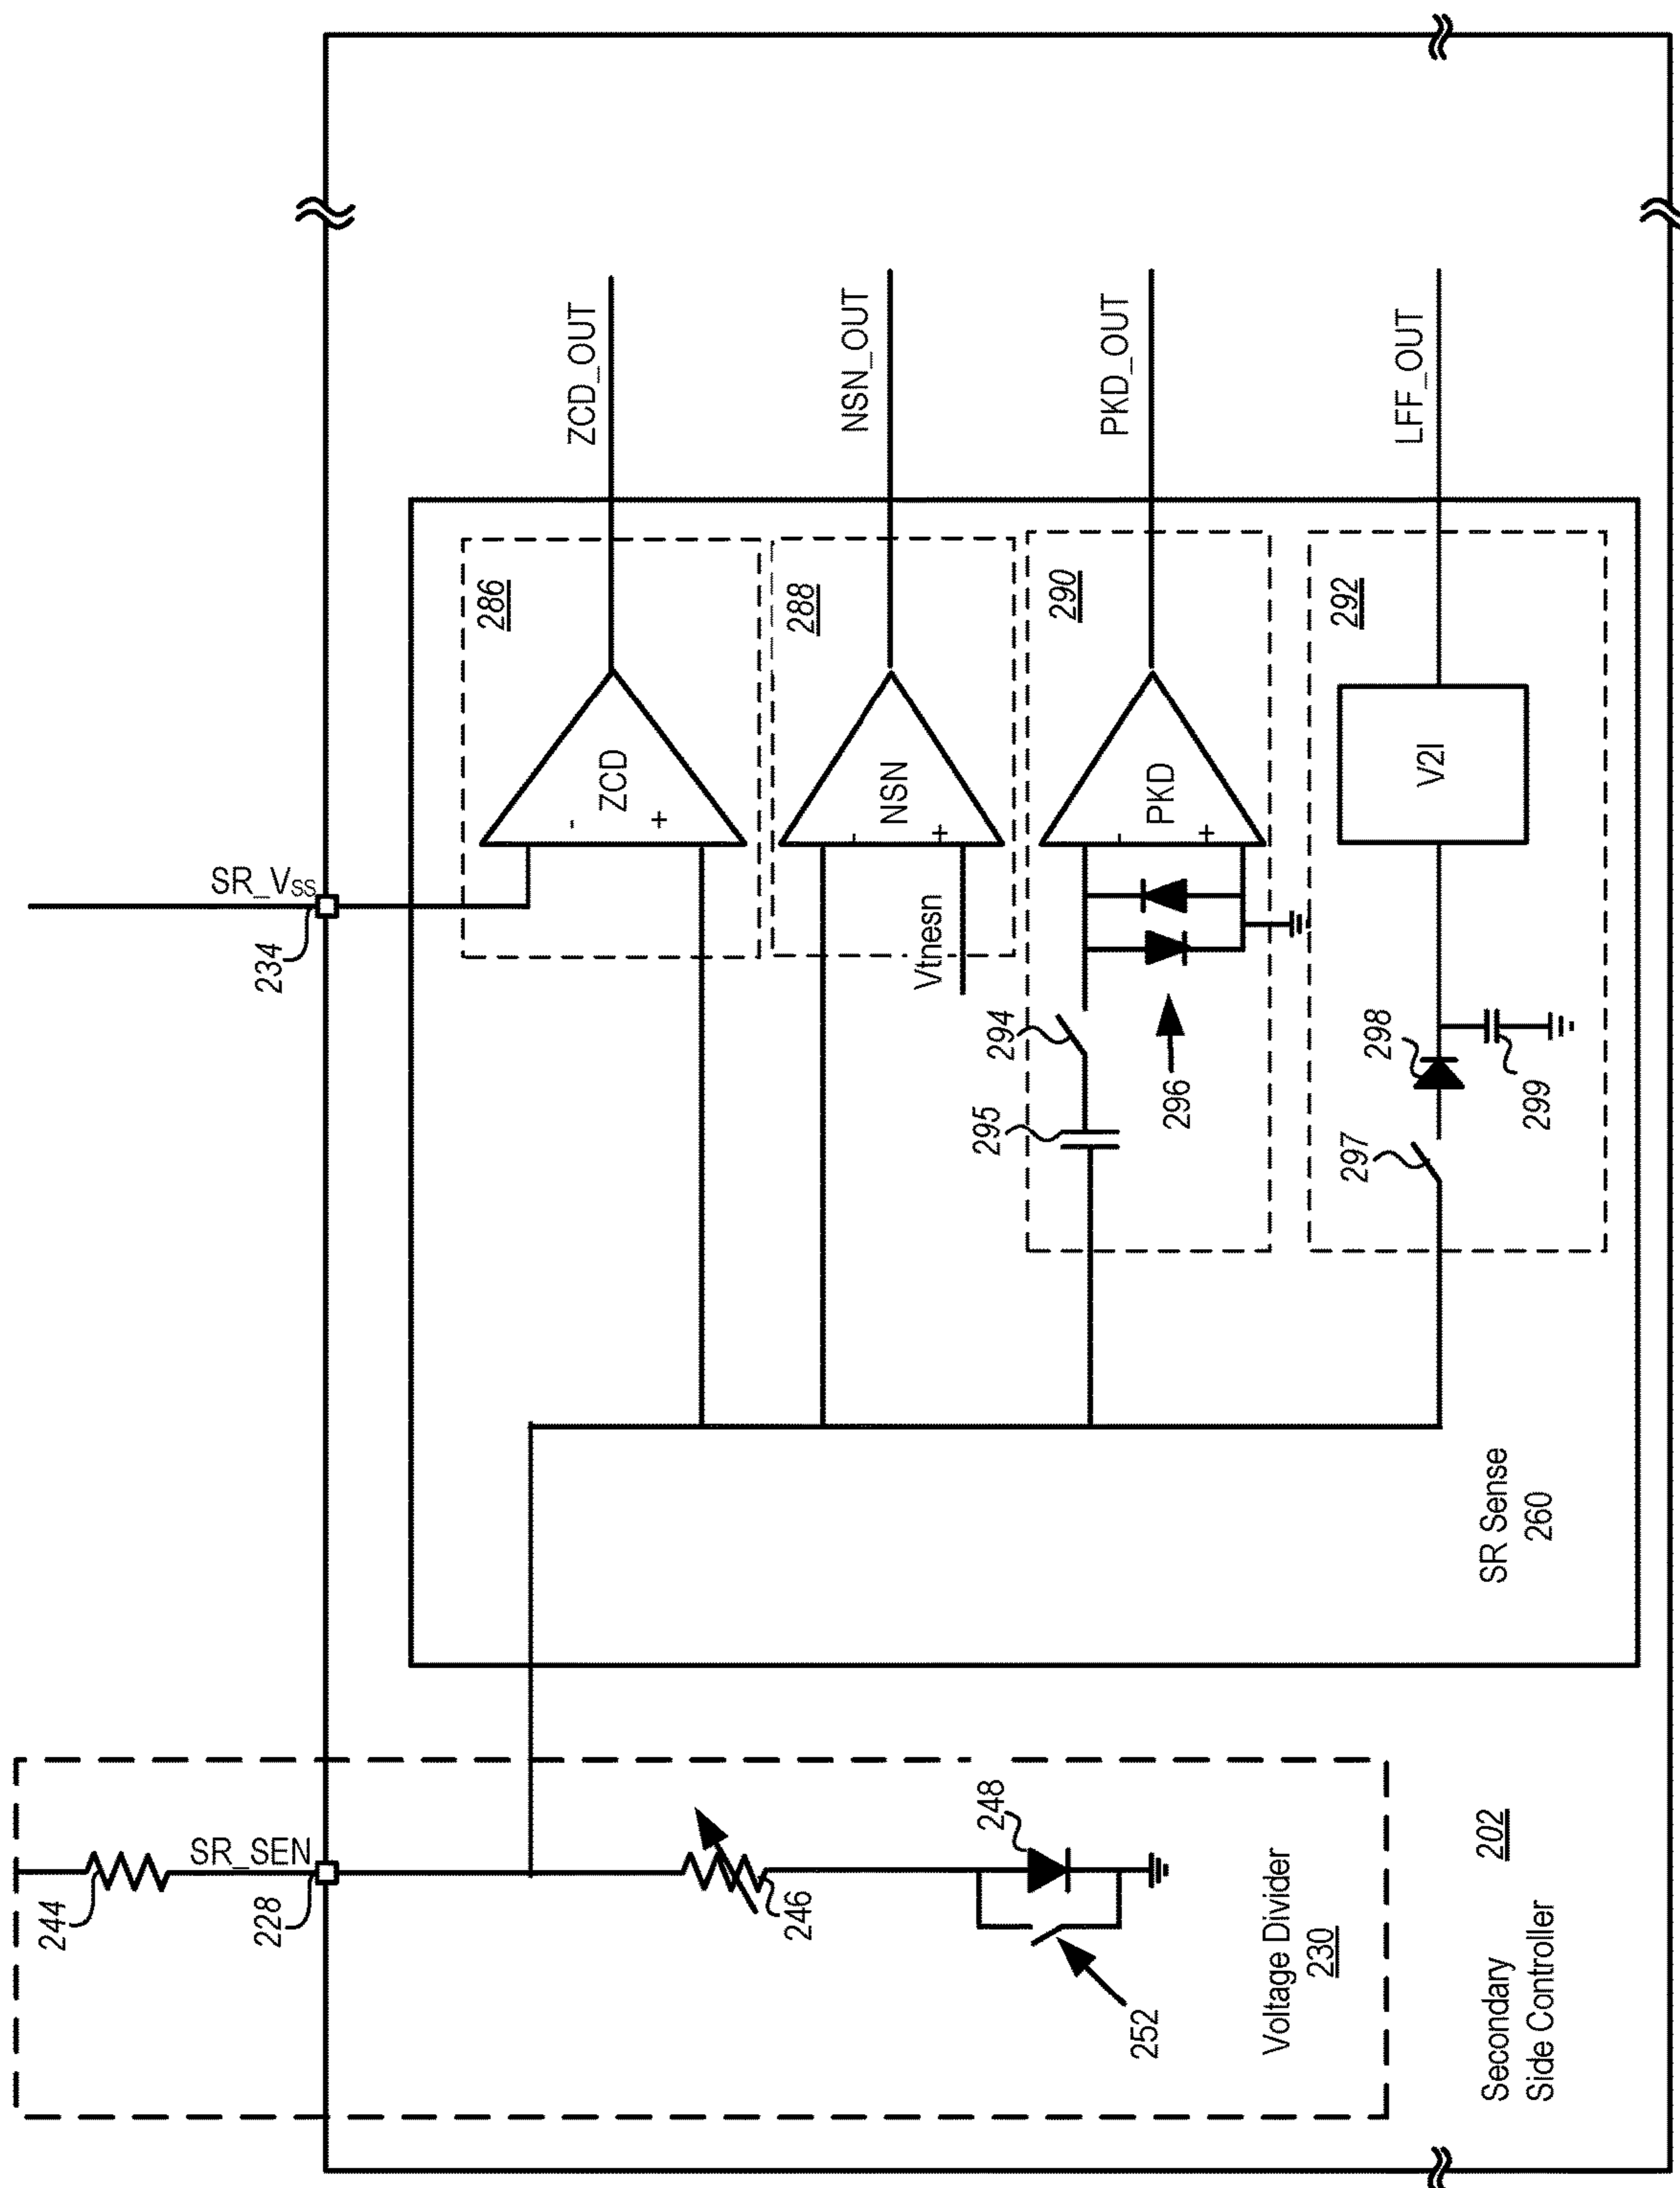 244
SR_SEN
228
246
248
252
Voltage Divider
230
Secondary
Side Controller
202
SR_VSS
234
SR Sense
260
286
-
+
ZCD
ZCD_OUT
288
-
+
NSN
Vtnesn
NSN_OUT
290
-
+
PKD
294
295
296
PKD_OUT
292
297
298
299
V2I
LFF_OUT